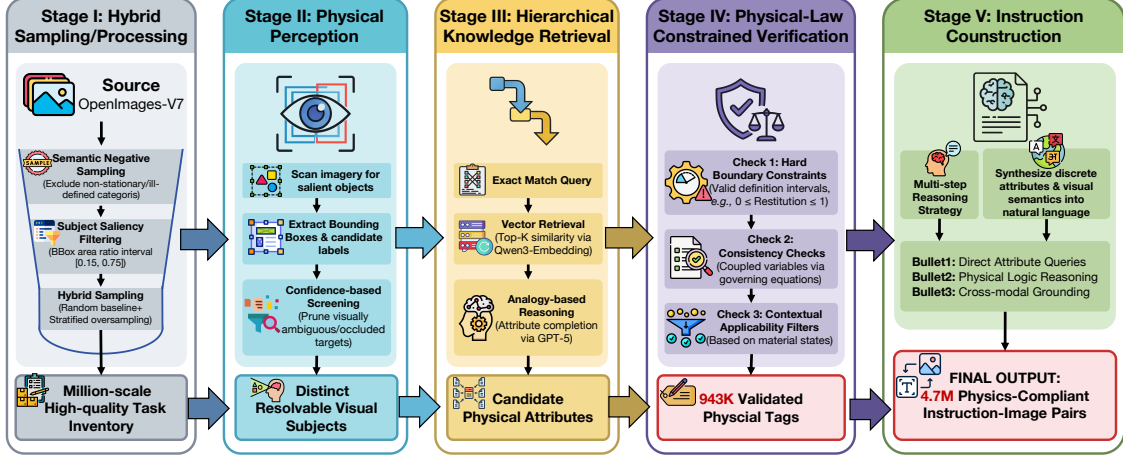 Stage I: Hybrid
Sampling/Processing
Source
OpenImages-V7
SAMPLE
Semantic Negative
Sampling
(Exclude non-stationary/ill-
defined categoris)
Subject Saliency
Filtering
(BBox area ratio interval
[0.15, 0.75])
Hybrid Sampling
(Random baseline+
Stratified oversampling)
Million-scale
High-quality Task
Inventory
Stage II: Physical
Perception
Scan imagery for
salient objects
Extract Bounding
Boxes & candidate
labels
Confidence-based
Screening
(Prune visually
ambiguous/occluded
targets)
Distinct
Resolvable Visual
Subjects
Stage III: Hierarchical
Knowledge Retrieval
Exact Match Query
Vector Retrieval
(Top-K similarity via
Qwen3-Embedding)
Analogy-based
Reasoning
(Attribute completion
via GPT-5)
Candidate
Physical Attributes
Stage IV: Physical-Law
Constrained Verification
Check 1: Hard
Boundary Constraints
(Valid definition intervals,
e.g., 0 ≤ Restitution ≤ 1)
Check 2:
Consistency Checks
(Coupled variables via
governing equations)
Check 3: Contextual
Applicability Filters
(Based on material states)
943K Validated
Physcial Tags
Stage V: Instruction
Counstruction
Multi-step
Reasoning
Strategy
A
文
Synthesize discrete
attributes & visual
semantics into
natural language
Bullet1: Direct Attribute Queries
Bullet2: Physical Logic Reasoning
Bullet3: Cross-modal Grounding
T
FINAL OUTPUT:
4.7M Physics-Compliant
Instruction-Image Pairs